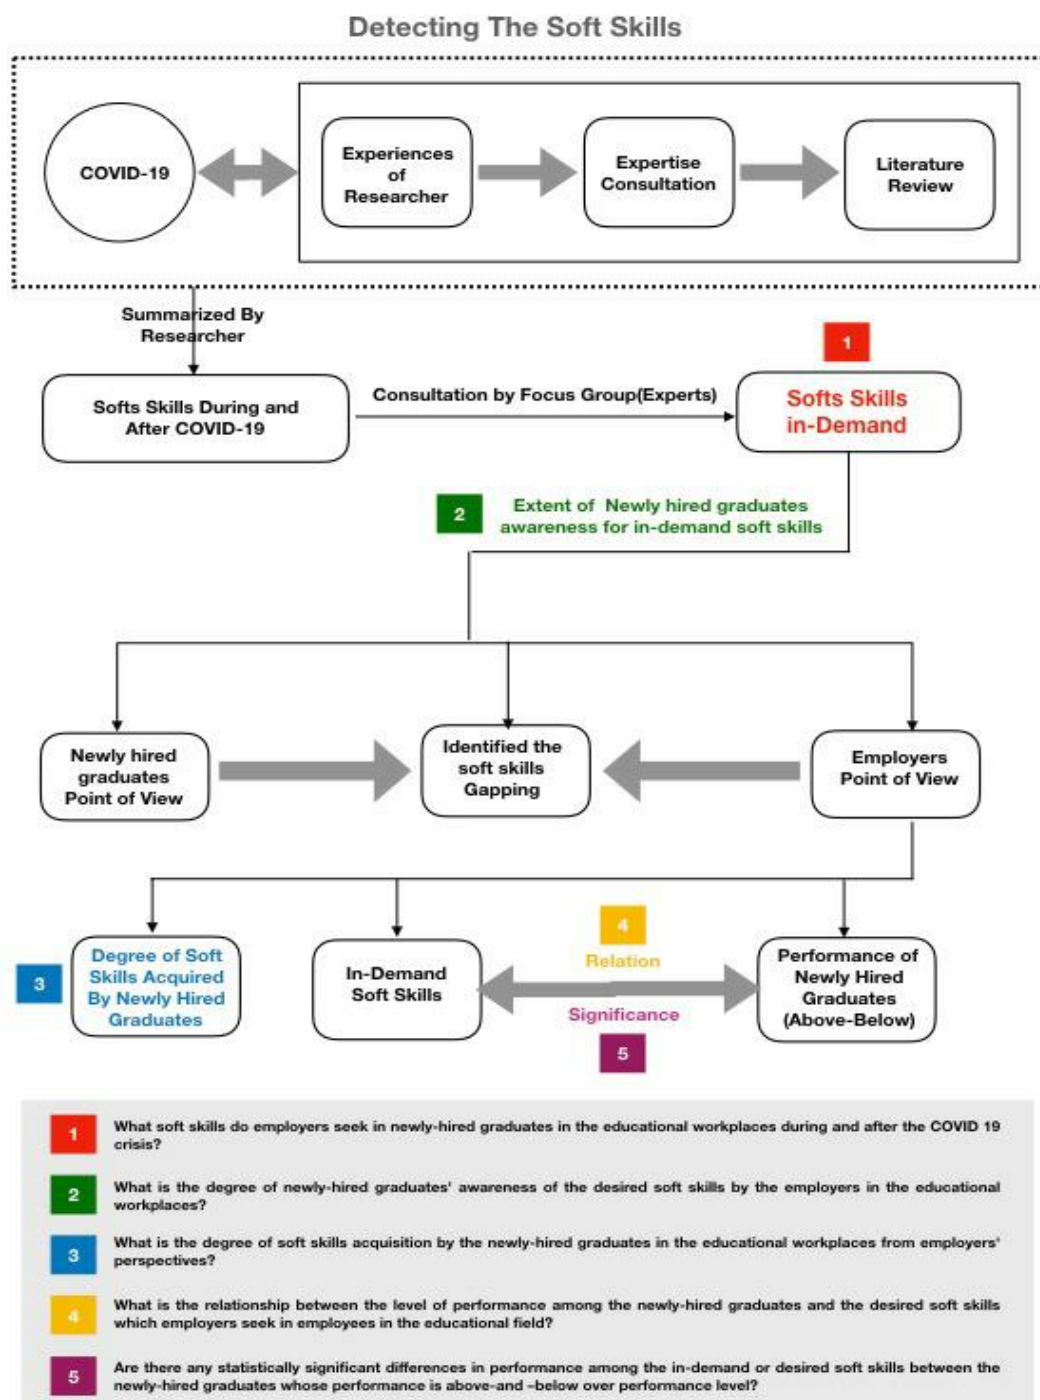 Detecting The Soft Skills
COVID-19
Experiences
of
Researcher
Expertise
Consultation
Literature
Review
Summarized By
Researcher
1
Softs Skills During and
After COVID-19
Consultation by Focus Group(Experts)
Softs Skills
in-Demand
2
Extent of Newly hired graduates
awareness for in-demand soft skills
Newly hired
graduates
Point of View
Identified the
soft skills
Gapping
Employers
Point of View
3
Degree of Soft
Skills Acquired
By Newly Hired
Graduates
In-Demand
Soft Skills
4
Relation
Significance
5
Performance of
Newly Hired
Graduates
(Above-Below)
1
What soft skills do employers seek in newly-hired graduates in the educational workplaces during and after the COVID 19
crisis?
2
What is the degree of newly-hired graduates' awareness of the desired soft skills by the employers in the educational
workplaces?
3
What is the degree of soft skills acquisition by the newly-hired graduates in the educational workplaces from employers'
perspectives?
4
What is the relationship between the level of performance among the newly-hired graduates and the desired soft skills
which employers seek in employees in the educational field?
5
Are there any statistically significant differences in performance among the in-demand or desired soft skills between the
newly-hired graduates whose performance is above-and –below over performance level?